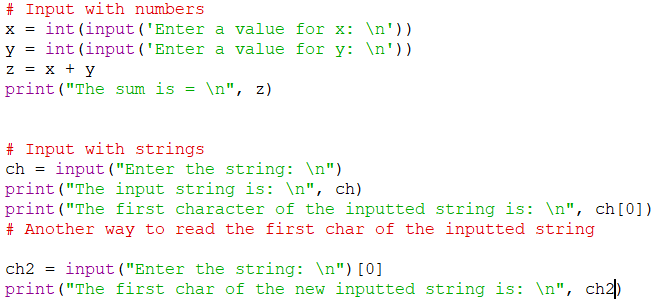 # Input with numbers
x = int(input('Enter a value for x: \n'))
y = int(input('Enter a value for y: \n'))
z = x + y
print("The sum is = \n", z)
# Input with strings
ch = input("Enter the string: \n")
print("The input string is: \n", ch)
print("The first character of the inputted string is: \n", ch[0])
# Another way to read the first char of the inputted string
ch2 = input("Enter the string: \n")[0]
print("The first char of the new inputted string is: \n", ch2)